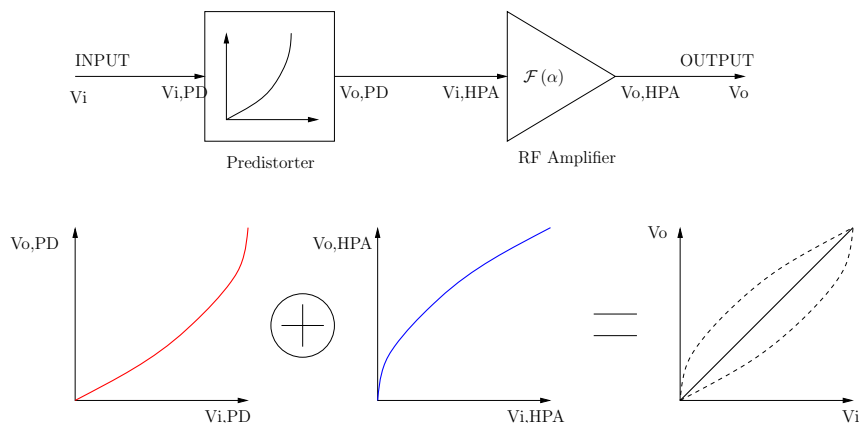 INPUT
OUTPUT
Vi
Vi,PD
Vo,PD
Vi,HPA
F(α)
Vo,HPA
Vo
Predistorter
RF Amplifier
Vo,PD
Vo,HPA
Vo
Vi,PD
Vi,HPA
Vi